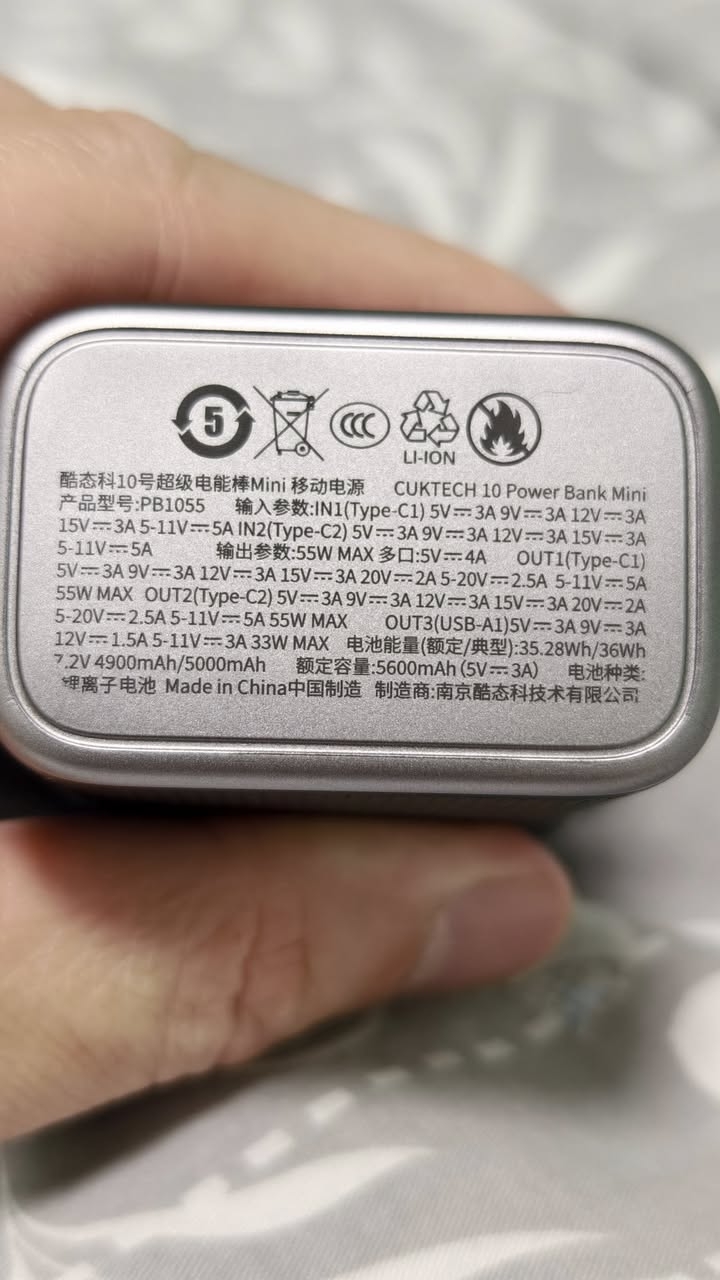 5
CCC
LI-ION
酷态科10号超级电能棒Mini 移动电源 CUKTECH 10 Power Bank Mini
产品型号:PB1055 输入参数:IN1(Type-C1) 5V⎓3A 9V⎓3A 12V⎓3A
15V⎓3A 5-11V⎓5A IN2(Type-C2) 5V⎓3A 9V⎓3A 12V⎓3A 15V⎓3A
5-11V⎓5A 输出参数:55W MAX 多口:5V⎓4A OUT1(Type-C1)
5V⎓3A 9V⎓3A 12V⎓3A 15V⎓3A 20V⎓2A 5-20V⎓2.5A 5-11V⎓5A
55W MAX OUT2(Type-C2) 5V⎓3A 9V⎓3A 12V⎓3A 15V⎓3A 20V⎓2A
5-20V⎓2.5A 5-11V⎓5A 55W MAX OUT3(USB-A1)5V⎓3A 9V⎓3A
12V⎓1.5A 5-11V⎓3A 33W MAX 电池能量(额定/典型):35.28Wh/36Wh
7.2V 4900mAh/5000mAh 额定容量:5600mAh (5V⎓3A) 电池种类:
锂离子电池 Made in China中国制造 制造商:南京酷态科技术有限公司